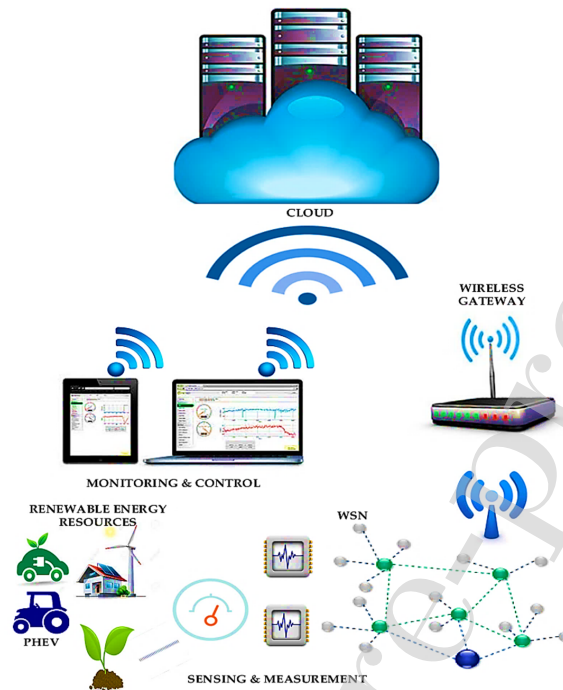 CLOUD
WIRELESS
GATEWAY
MONITORING & CONTROL
RENEWABLE ENERGY
RESOURCES
WSN
PHEV
SENSING & MEASUREMENT